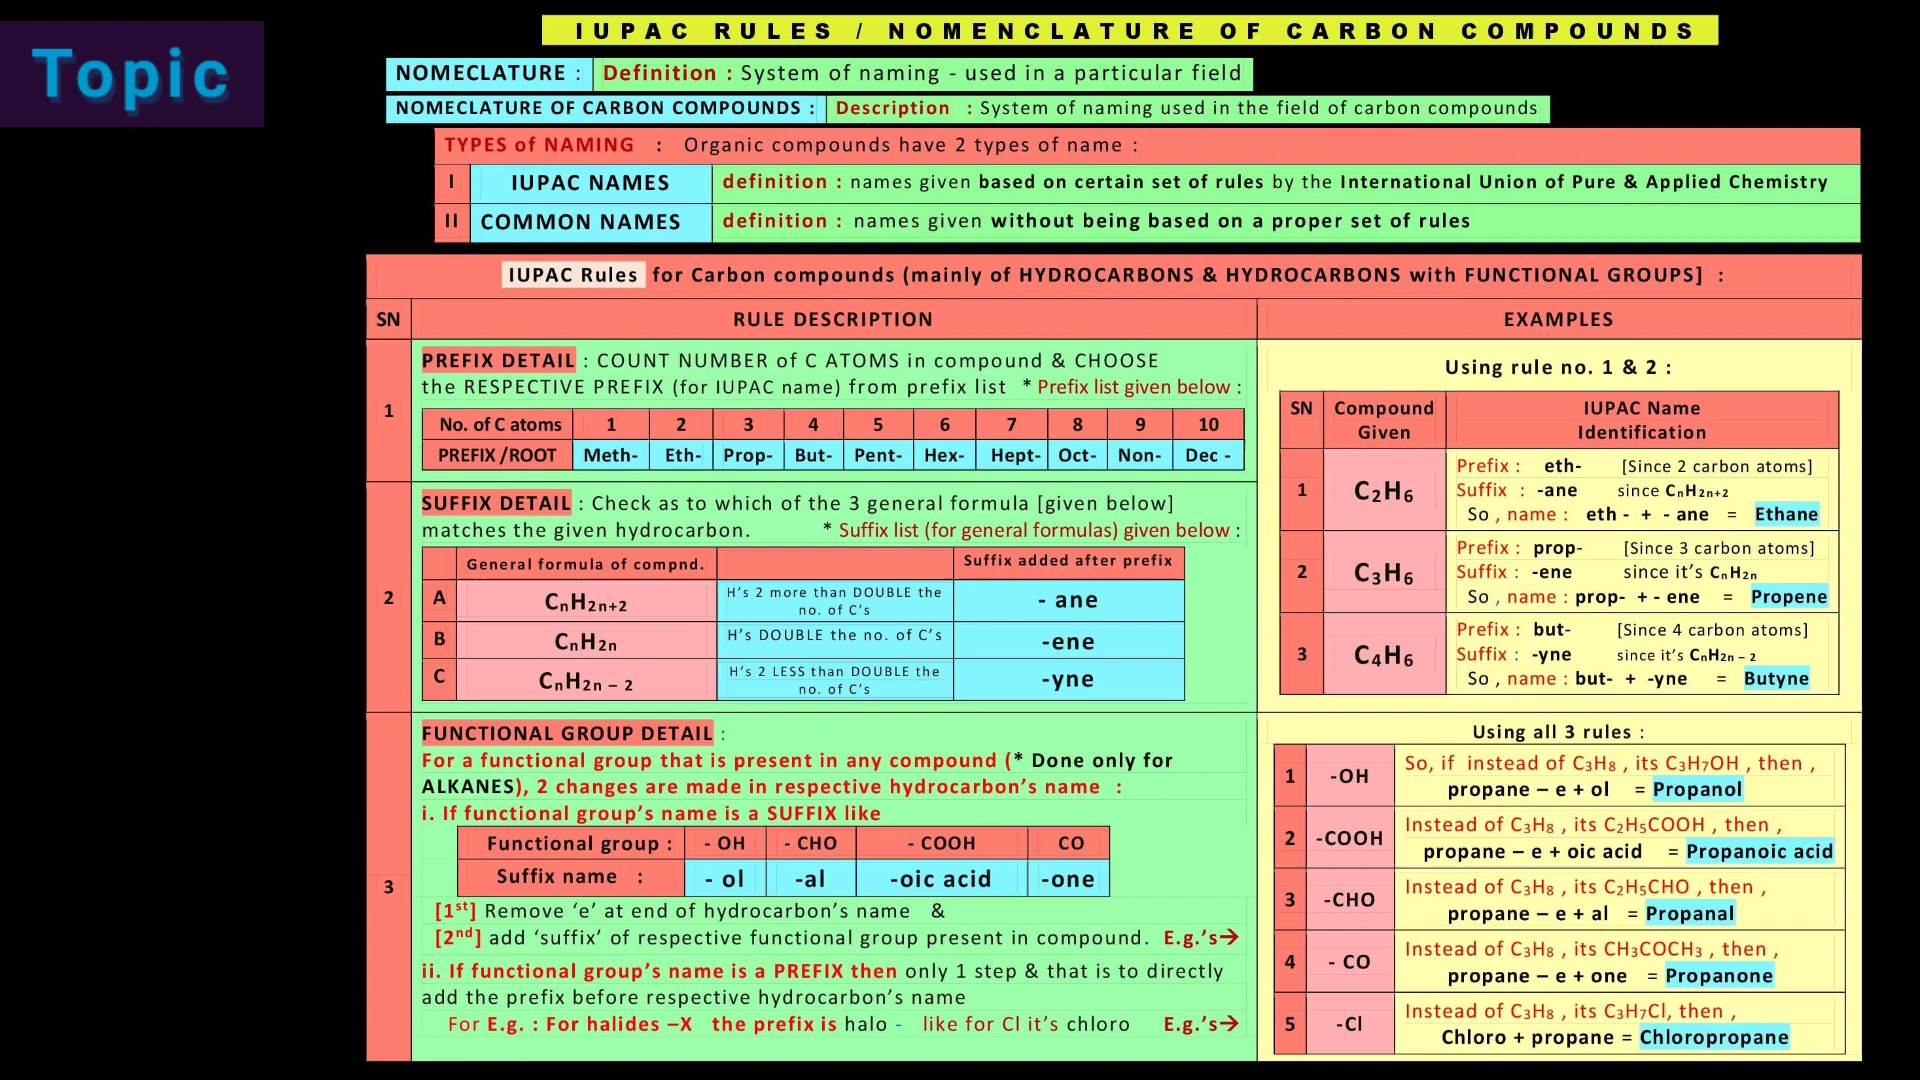 Topic
IUPAC RULES / NOMENCLATURE OF CARBON COMPOUNDS
NOMECLATURE : Definition : System of naming - used in a particular field
NOMECLATURE OF CARBON COMPOUNDS : Description : System of naming used in the field of carbon compounds
TYPES of NAMING : Organic compounds have 2 types of name :
I IUPAC NAMES definition : names given based on certain set of rules by the International Union of Pure & Applied Chemistry
II COMMON NAMES definition : names given without being based on a proper set of rules
IUPAC Rules for Carbon compounds (mainly of HYDROCARBONS & HYDROCARBONS with FUNCTIONAL GROUPS] :
SN RULE DESCRIPTION EXAMPLES
1
PREFIX DETAIL : COUNT NUMBER of C ATOMS in compound & CHOOSE
the RESPECTIVE PREFIX (for IUPAC name) from prefix list * Prefix list given below :
No. of C atoms 1 2 3 4 5 6 7 8 9 10
PREFIX /ROOT Meth- Eth- Prop- But- Pent- Hex- Hept- Oct- Non- Dec -
2
SUFFIX DETAIL : Check as to which of the 3 general formula [given below]
matches the given hydrocarbon. * Suffix list (for general formulas) given below :
General formula of compnd. Suffix added after prefix
A CₙH₂ₙ₊₂ H's 2 more than DOUBLE the
no. of C's - ane
B CₙH₂ₙ H's DOUBLE the no. of C's -ene
C CₙH₂ₙ₋₂ H's 2 LESS than DOUBLE the
no. of C's -yne
Using rule no. 1 & 2 :
SN Compound IUPAC Name
Given Identification
1 C₂H₆
Prefix : eth- [Since 2 carbon atoms]
Suffix : -ane since CₙH₂ₙ₊₂
So , name : eth - + - ane = Ethane
2 C₃H₆
Prefix : prop- [Since 3 carbon atoms]
Suffix : -ene since it's CₙH₂ₙ
So , name : prop- + - ene = Propene
3 C₄H₆
Prefix : but- [Since 4 carbon atoms]
Suffix : -yne since it's CₙH₂ₙ₋₂
So , name : but- + -yne = Butyne
3
FUNCTIONAL GROUP DETAIL :
For a functional group that is present in any compound (* Done only for
ALKANES), 2 changes are made in respective hydrocarbon's name :
i. If functional group's name is a SUFFIX like
Functional group : - OH - CHO - COOH CO
Suffix name : - ol -al -oic acid -one
[1ˢᵗ] Remove 'e' at end of hydrocarbon's name &
[2ⁿᵈ] add 'suffix' of respective functional group present in compound. E.g.'s→
ii. If functional group's name is a PREFIX then only 1 step & that is to directly
add the prefix before respective hydrocarbon's name
For E.g. : For halides –X the prefix is halo - like for Cl it's chloro E.g.'s→
Using all 3 rules :
1 -OH So, if instead of C₃H₈ , its C₃H₇OH , then ,
propane – e + ol = Propanol
2 -COOH Instead of C₃H₈ , its C₂H₅COOH , then ,
propane – e + oic acid = Propanoic acid
3 -CHO Instead of C₃H₈ , its C₂H₅CHO , then ,
propane – e + al = Propanal
4 - CO Instead of C₃H₈ , its CH₃COCH₃ , then ,
propane – e + one = Propanone
5 -Cl Instead of C₃H₈ , its C₃H₇Cl, then ,
Chloro + propane = Chloropropane